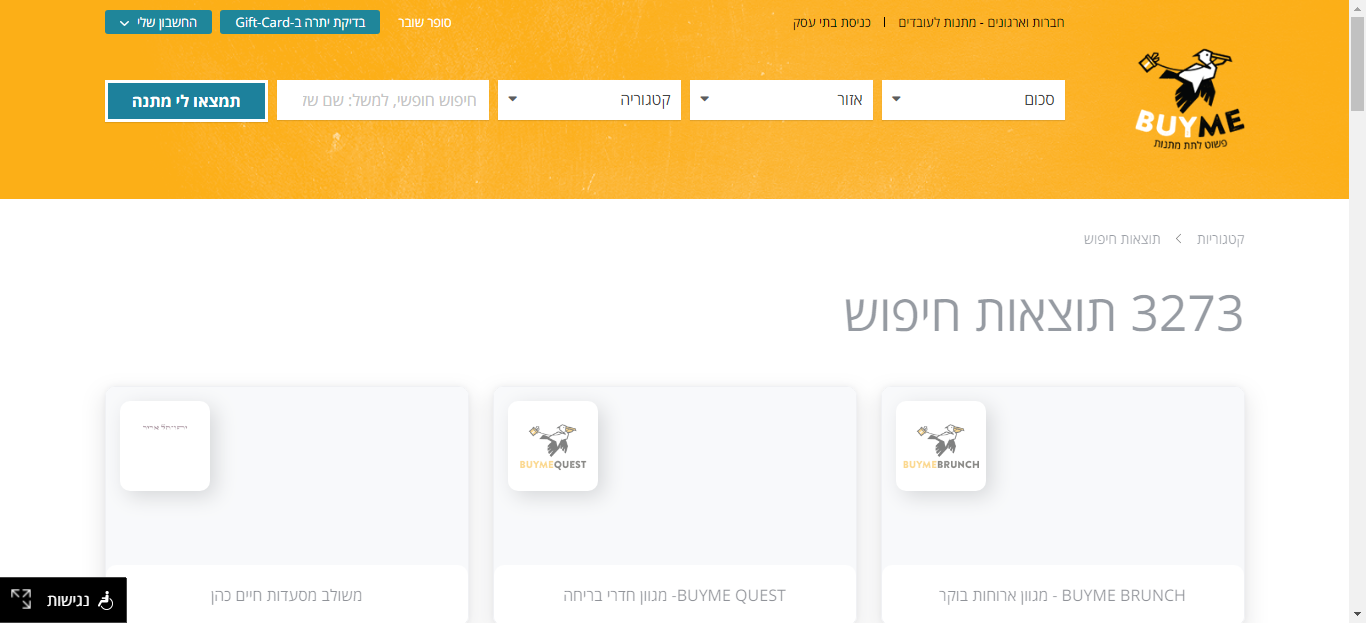 חברות וארגונים - מתנות לעובדים | כניסת בתי עסק
סופר שובר
בדיקת יתרה ב-Gift-Card
החשבון שלי
BUYME
פשוט לתת מתנות
סכום
אזור
קטגוריה
חיפוש חופשי, למשל: שם של
תמצאו לי מתנה
קטגוריות > תוצאות חיפוש
3273 תוצאות חיפוש
BUYMEBRUNCH
BUYMEQUEST
BUYME BRUNCH - מגוון ארוחות בוקר
BUYME QUEST- מגוון חדרי בריחה
משולב מסעדות חיים כהן
נגישות